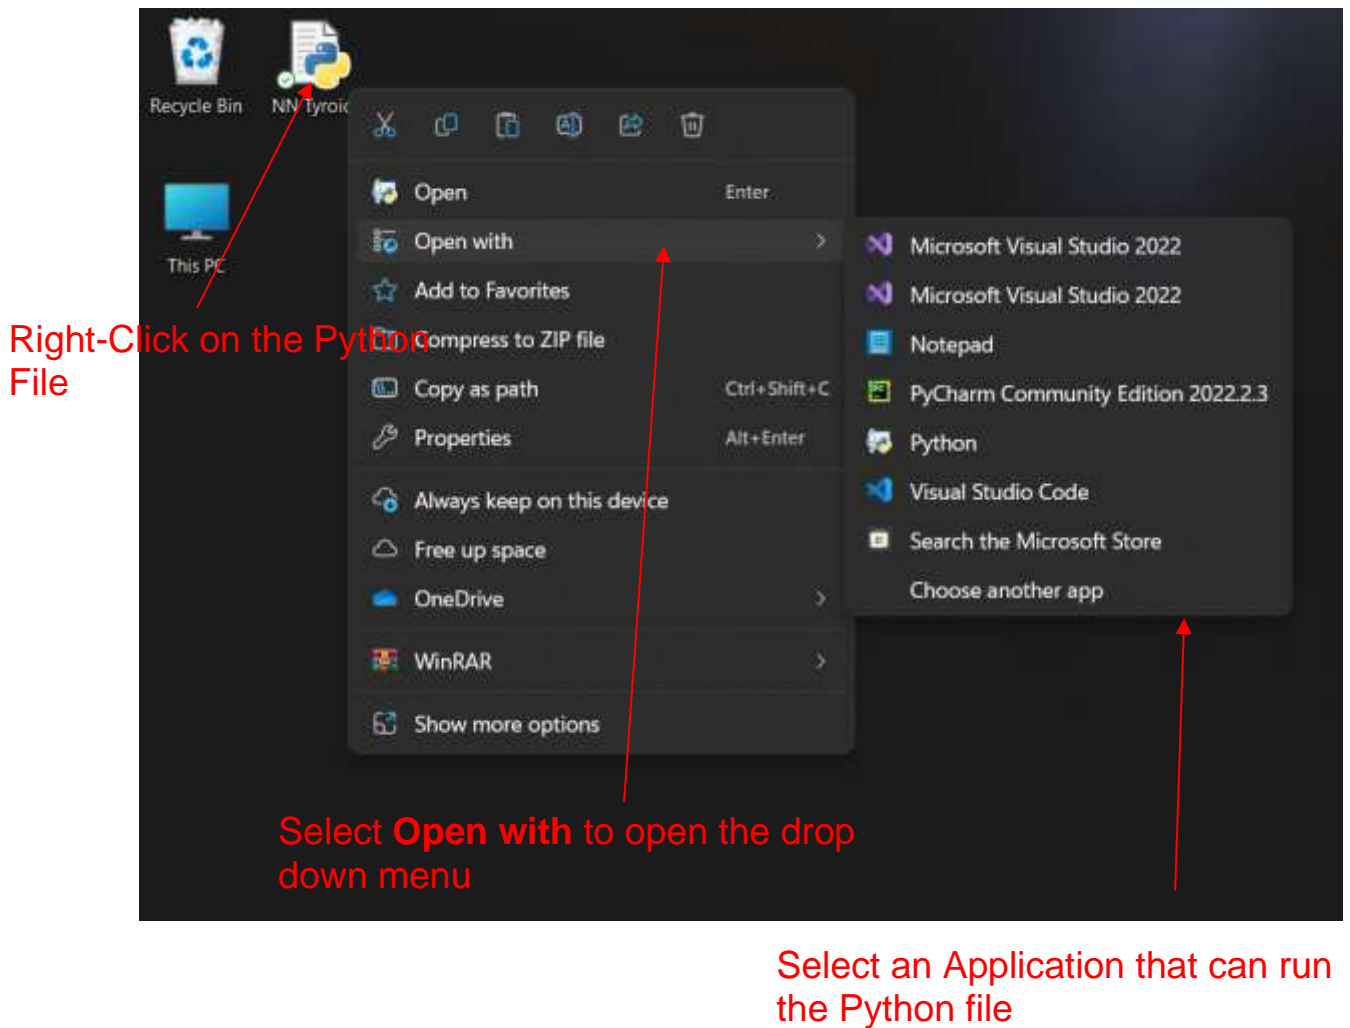 Recycle Bin
NN Tyroid
This PC
Right-Click on the Python
File
Open Enter
Open with
Add to Favorites
Compress to ZIP file
Copy as path Ctrl+Shift+C
Properties Alt+Enter
Always keep on this device
Free up space
OneDrive
WinRAR
Show more options
Microsoft Visual Studio 2022
Microsoft Visual Studio 2022
Notepad
PyCharm Community Edition 2022.2.3
Python
Visual Studio Code
Search the Microsoft Store
Choose another app
Select Open with to open the drop
down menu
Select an Application that can run
the Python file